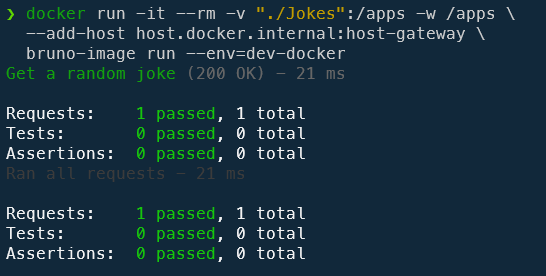 ❯ docker run -it --rm -v "./Jokes":/apps -w /apps \
--add-host host.docker.internal:host-gateway \
bruno-image run --env=dev-docker
Get a random joke (200 OK) - 21 ms
Requests: 1 passed, 1 total
Tests: 0 passed, 0 total
Assertions: 0 passed, 0 total
Ran all requests - 21 ms
Requests: 1 passed, 1 total
Tests: 0 passed, 0 total
Assertions: 0 passed, 0 total